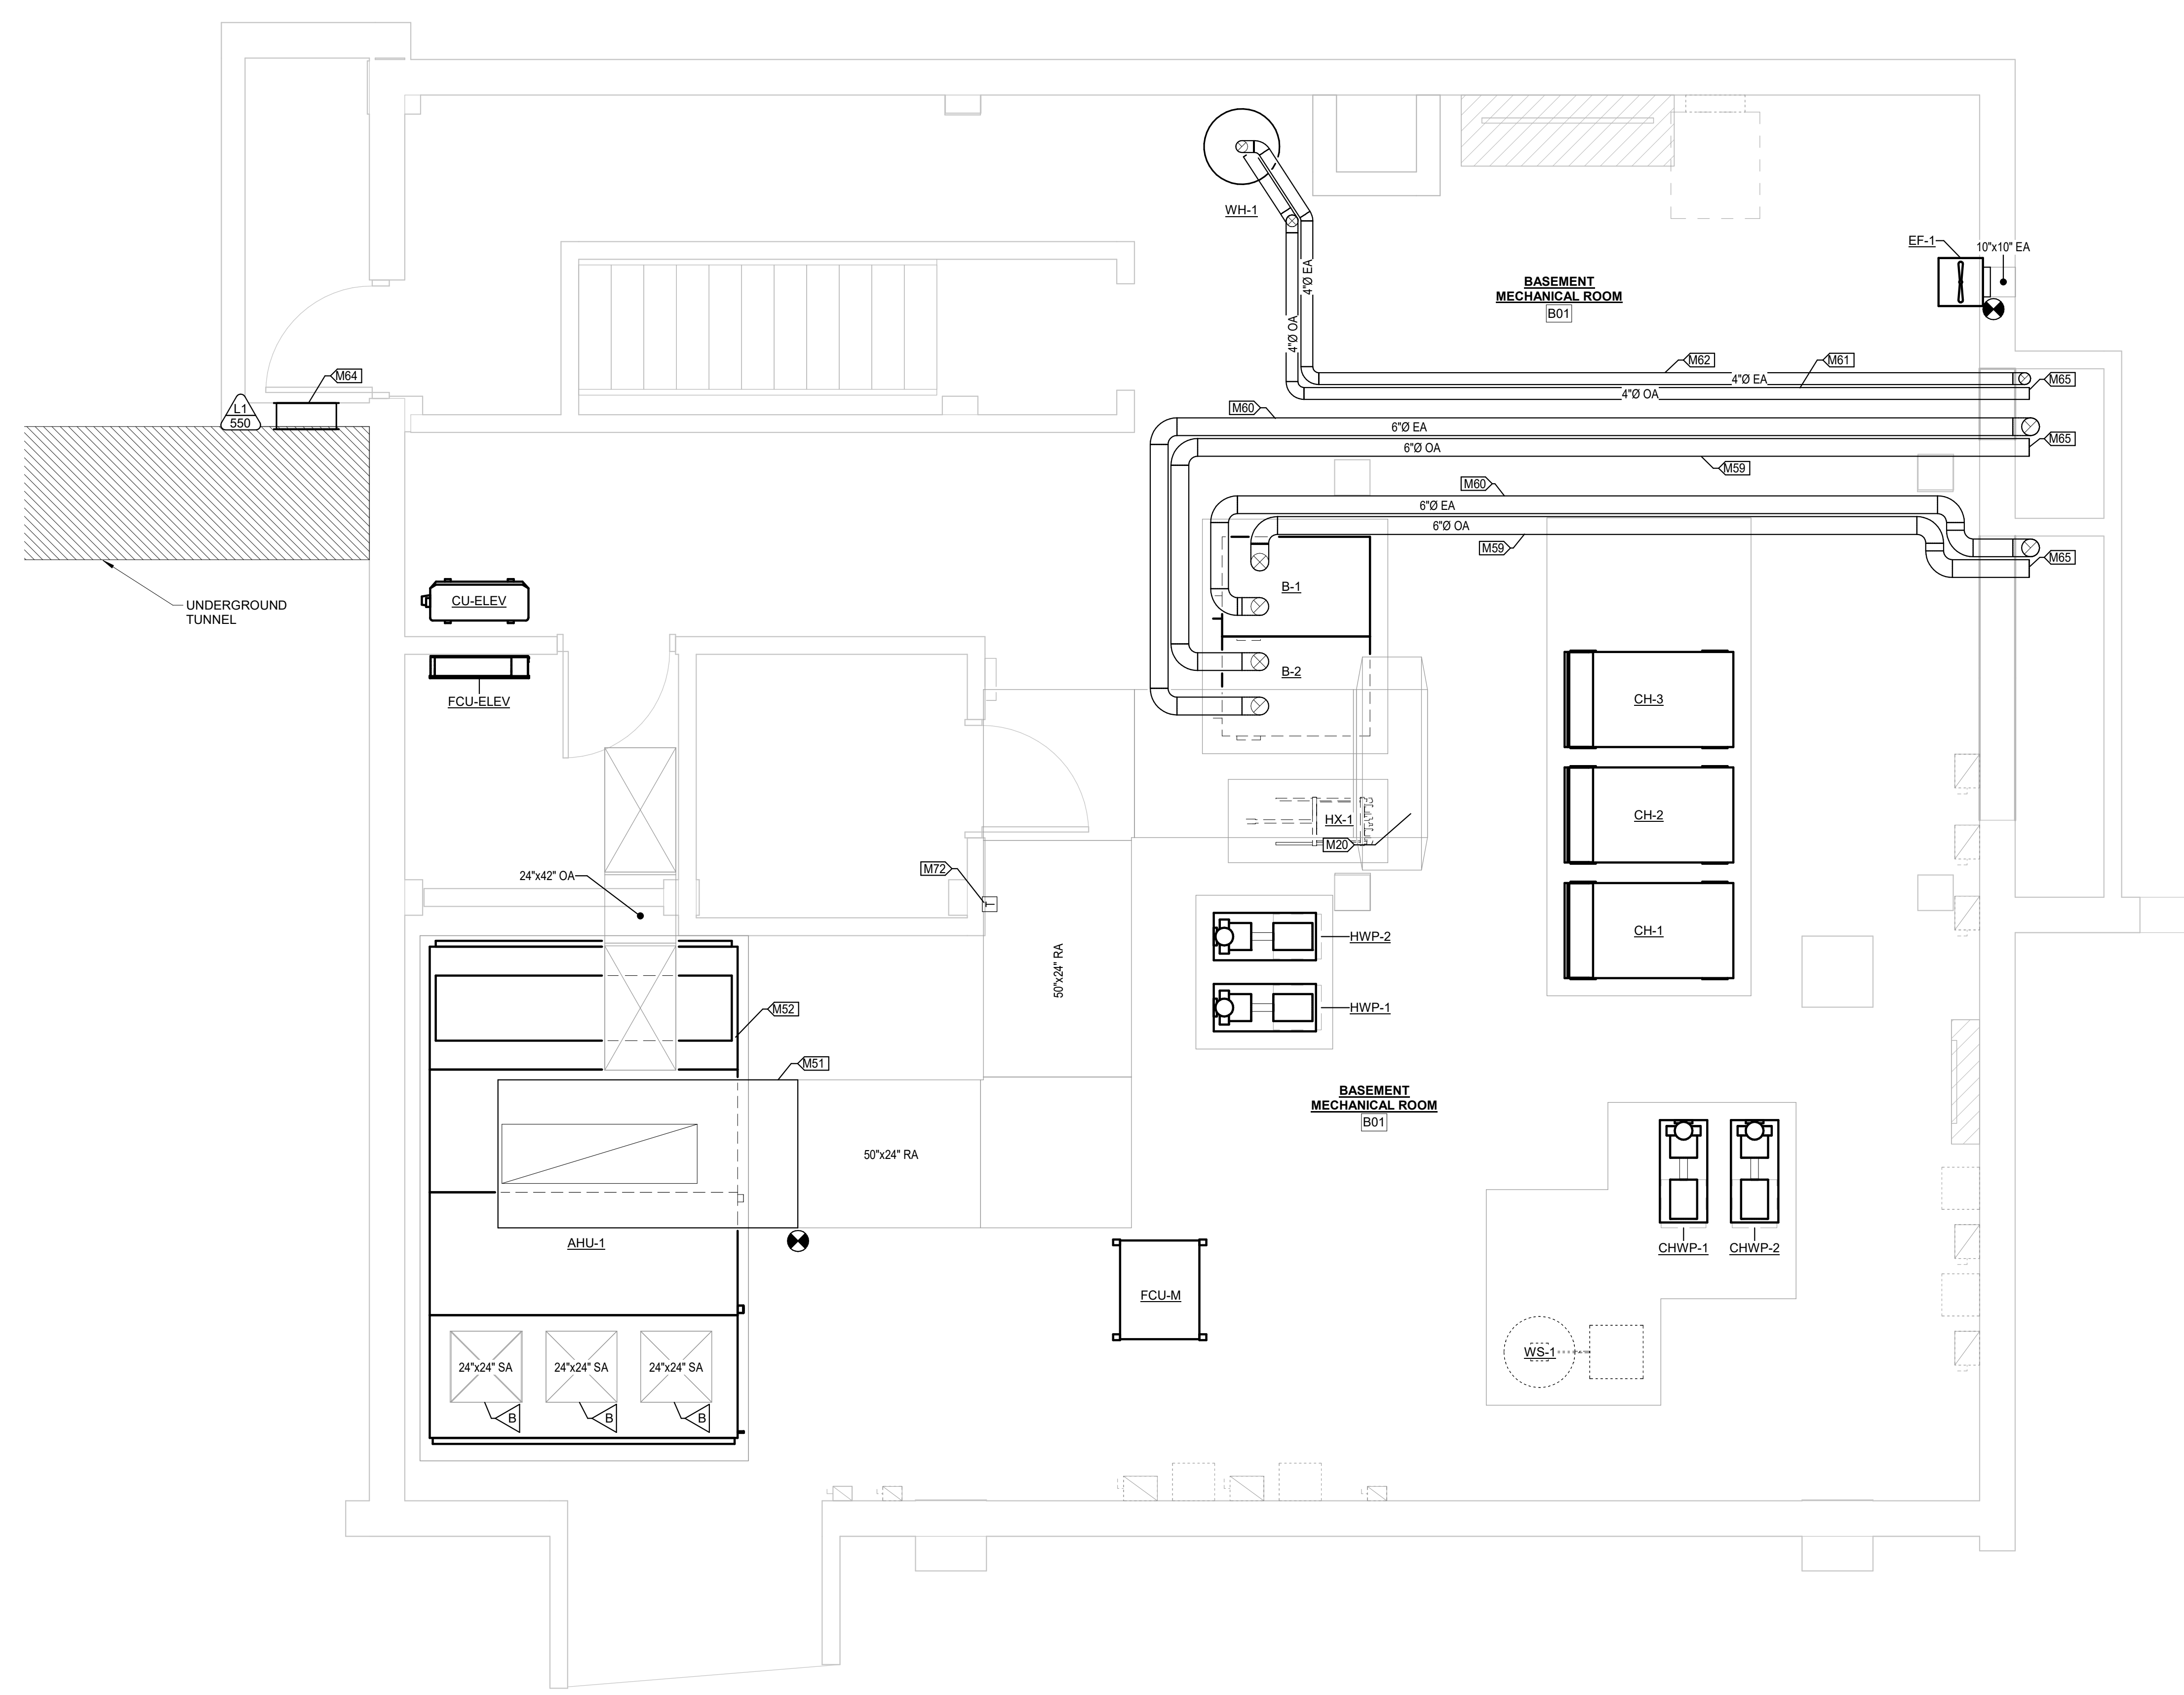 WH-1
4"Ø EA
4"Ø OA
BASEMENT
MECHANICAL ROOM
B01
EF-1
10"x10" EA
M64
L1
550
M62
M61
4"Ø EA
M65
4"Ø OA
M60
6"Ø EA
M65
6"Ø OA
M59
M60
6"Ø EA
6"Ø OA
M59
M65
UNDERGROUND
TUNNEL
CU-ELEV
FCU-ELEV
B-1
B-2
CH-3
CH-2
CH-1
HX-1
M20
M72
T
24"x42" OA
HWP-2
HWP-1
50"x24" RA
M52
M51
50"x24" RA
BASEMENT
MECHANICAL ROOM
B01
AHU-1
CHWP-1
CHWP-2
FCU-M
WS-1
24"x24" SA
24"x24" SA
24"x24" SA
B
B
B